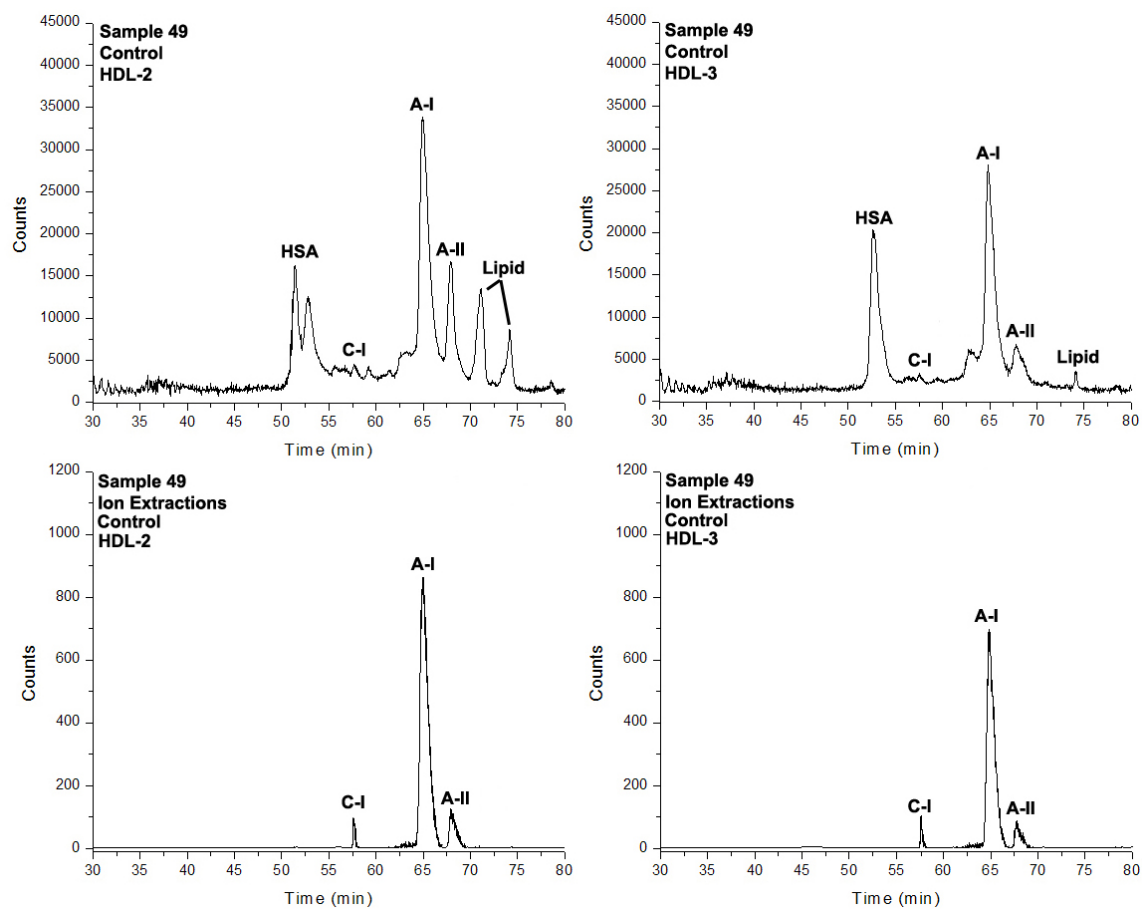 Sample 49
Control
HDL-2
45000
40000
35000
30000
25000
20000
15000
10000
5000
0
Counts
HSA
C-I
A-I
A-II
Lipid
30 35 40 45 50 55 60 65 70 75 80
Time (min)
Sample 49
Control
HDL-3
45000
40000
35000
30000
25000
20000
15000
10000
5000
0
Counts
HSA
C-I
A-I
A-II
Lipid
30 35 40 45 50 55 60 65 70 75 80
Time (min)
Sample 49
Ion Extractions
Control
HDL-2
1200
1000
800
600
400
200
0
Counts
C-I
A-I
A-II
30 35 40 45 50 55 60 65 70 75 80
Time (min)
Sample 49
Ion Extractions
Control
HDL-3
1200
1000
800
600
400
200
0
Counts
C-I
A-I
A-II
30 35 40 45 50 55 60 65 70 75 80
Time (min)